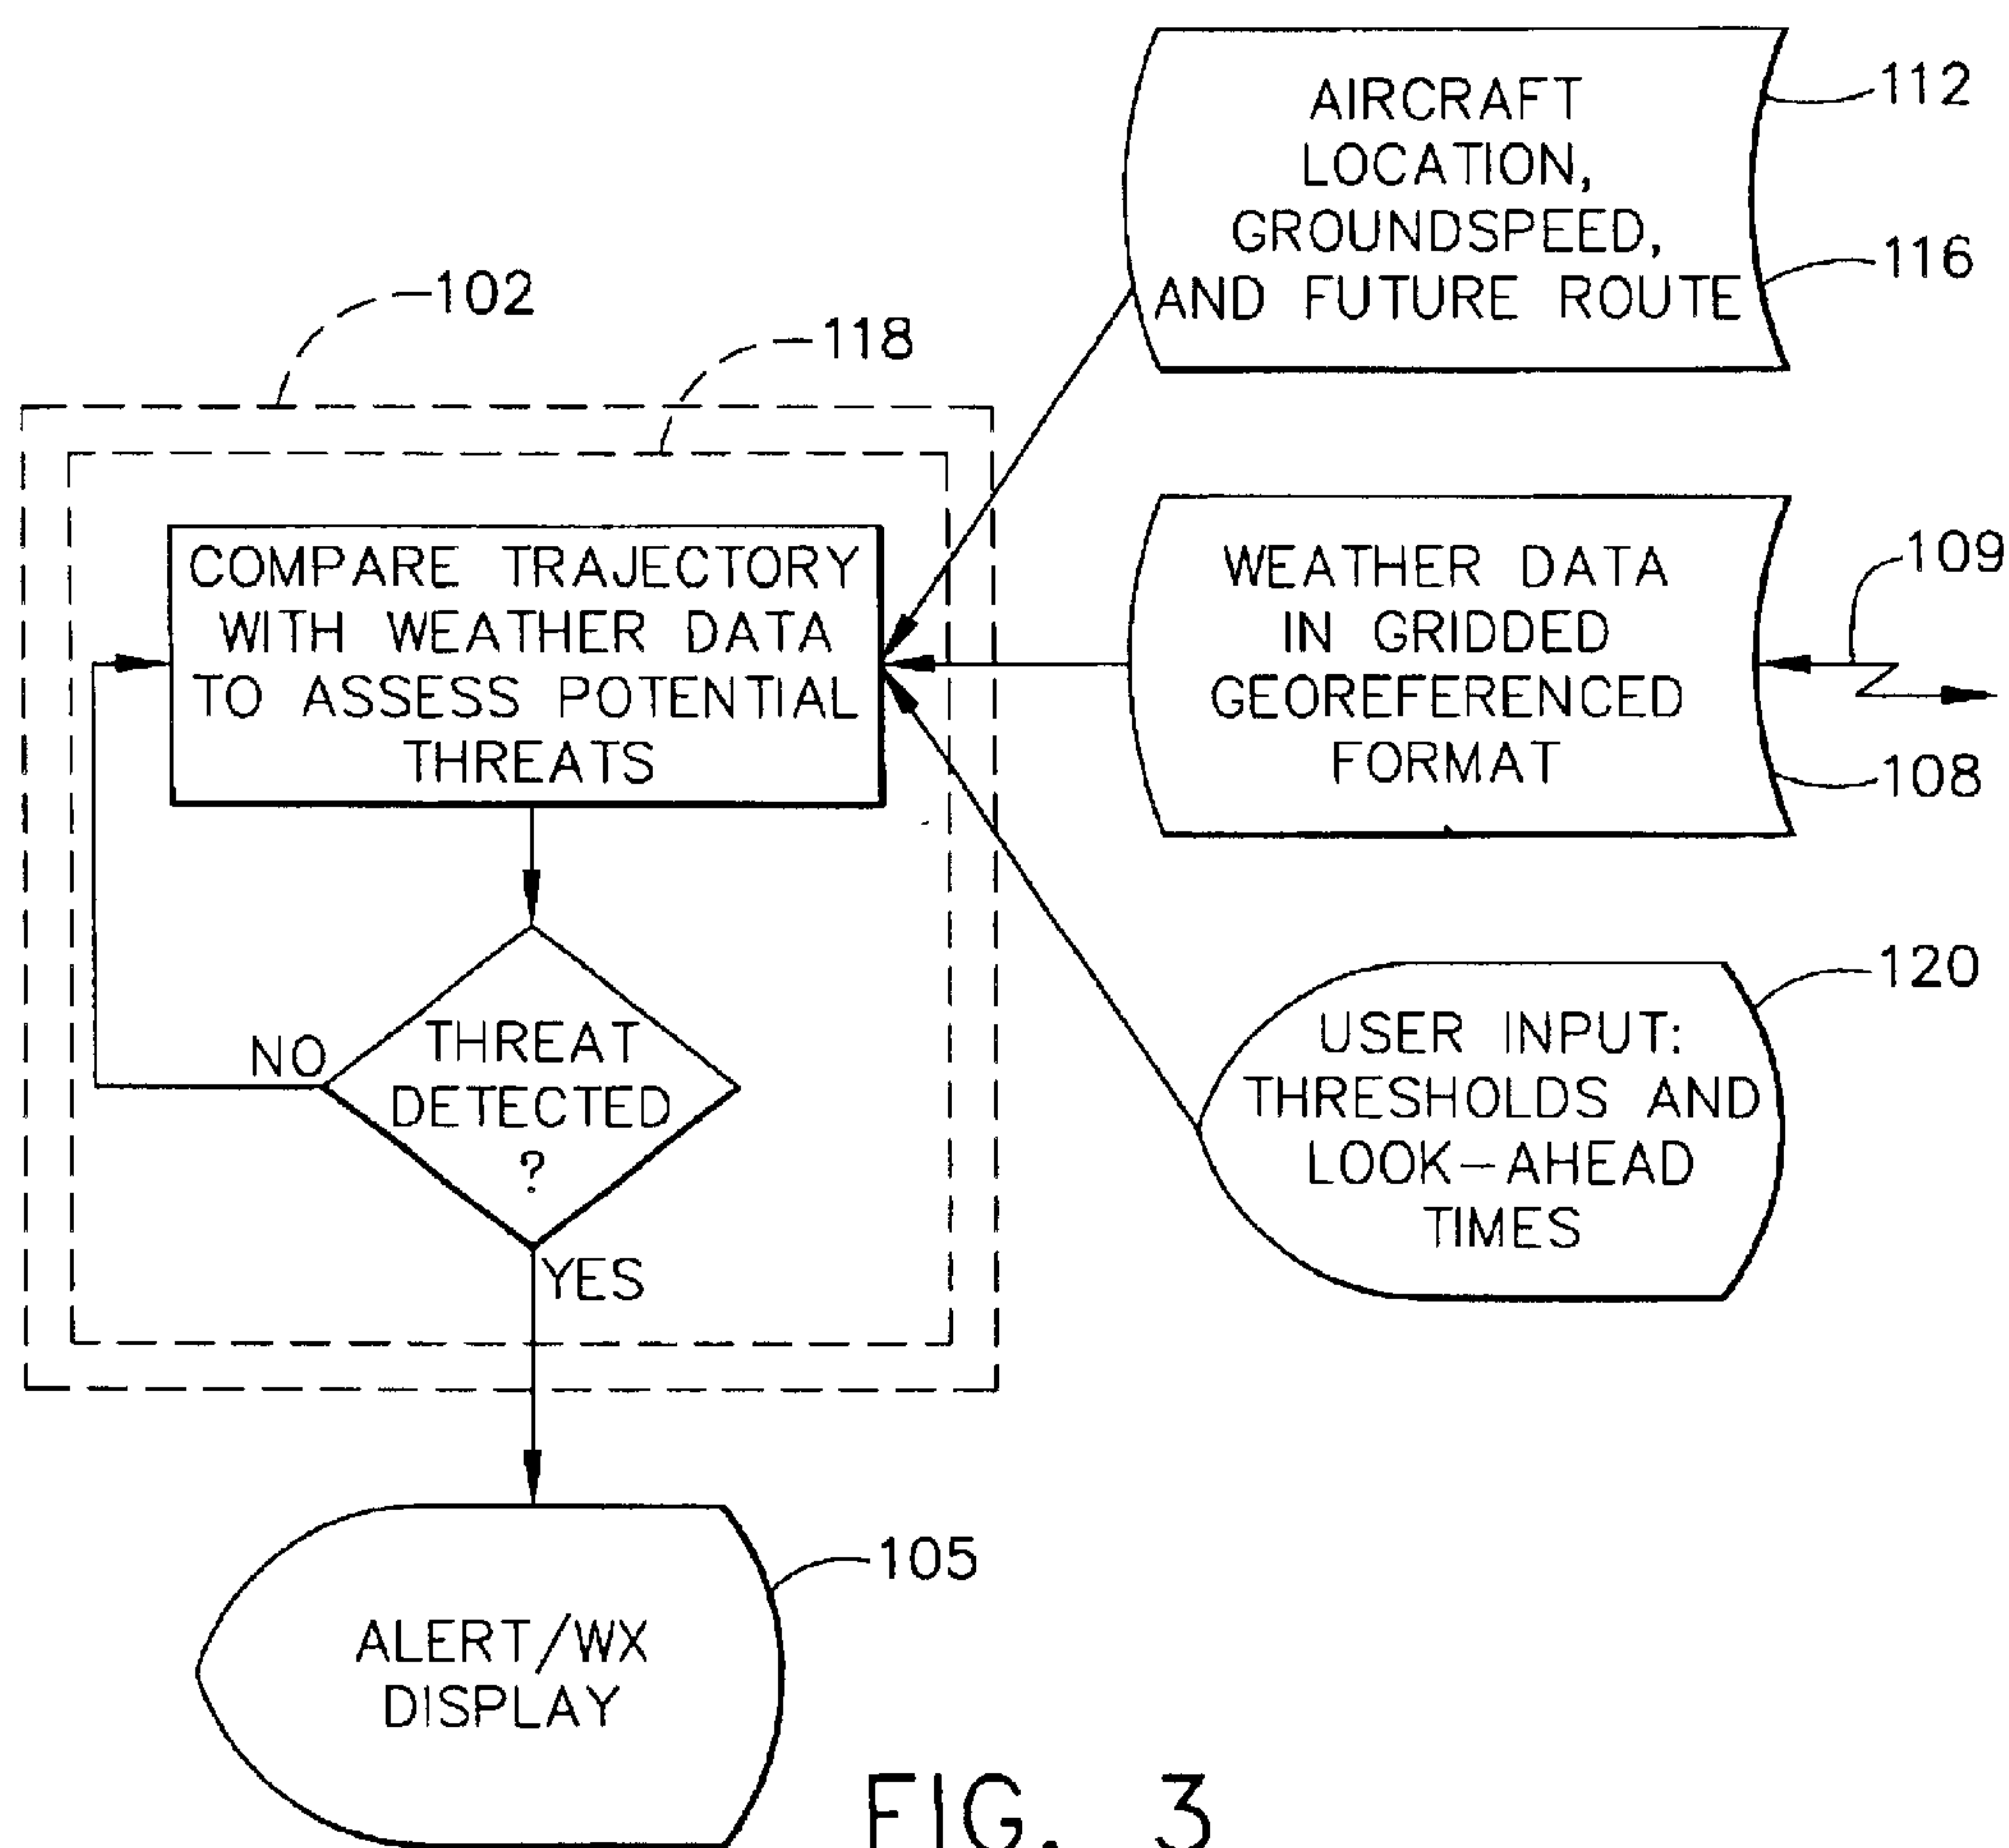 AIRCRAFT
LOCATION,
GROUNDSPEED,
AND FUTURE ROUTE
112
116
102
118
COMPARE TRAJECTORY
WITH WEATHER DATA
TO ASSESS POTENTIAL
THREATS
WEATHER DATA
IN GRIDDED
GEOREFERENCED
FORMAT
109
108
THREAT
DETECTED
?
NO
YES
USER INPUT:
THRESHOLDS AND
LOOK-AHEAD
TIMES
120
ALERT/WX
DISPLAY
105
FIG. 3